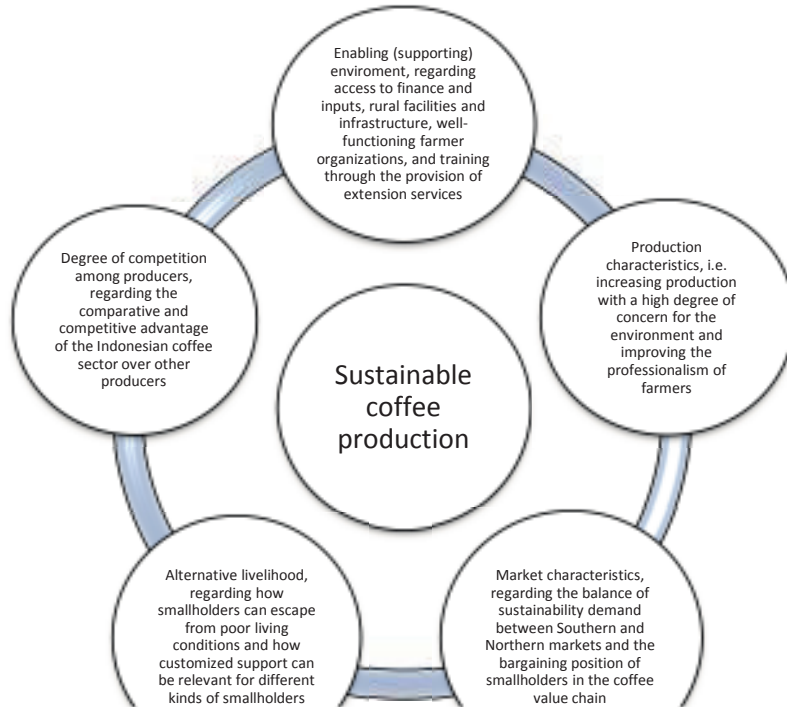 Enabling (supporting)
enviroment, regarding
access to finance and
inputs, rural facilities and
infrastructure, well-
functioning farmer
organizations, and training
through the provision of
extension services
Production
characteristics, i.e.
increasing production
with a high degree of
concern for the
environment and
improving the
professionalism of
farmers
Market characteristics,
regarding the balance of
sustainability demand
between Southern and
Northern markets and the
bargaining position of
smallholders in the coffee
value chain
Alternative livelihood,
regarding how
smallholders can escape
from poor living
conditions and how
customized support can
be relevant for different
kinds of smallholders
Degree of competition
among producers,
regarding the
comparative and
competitive advantage
of the Indonesian coffee
sector over other
producers
Sustainable
coffee
production